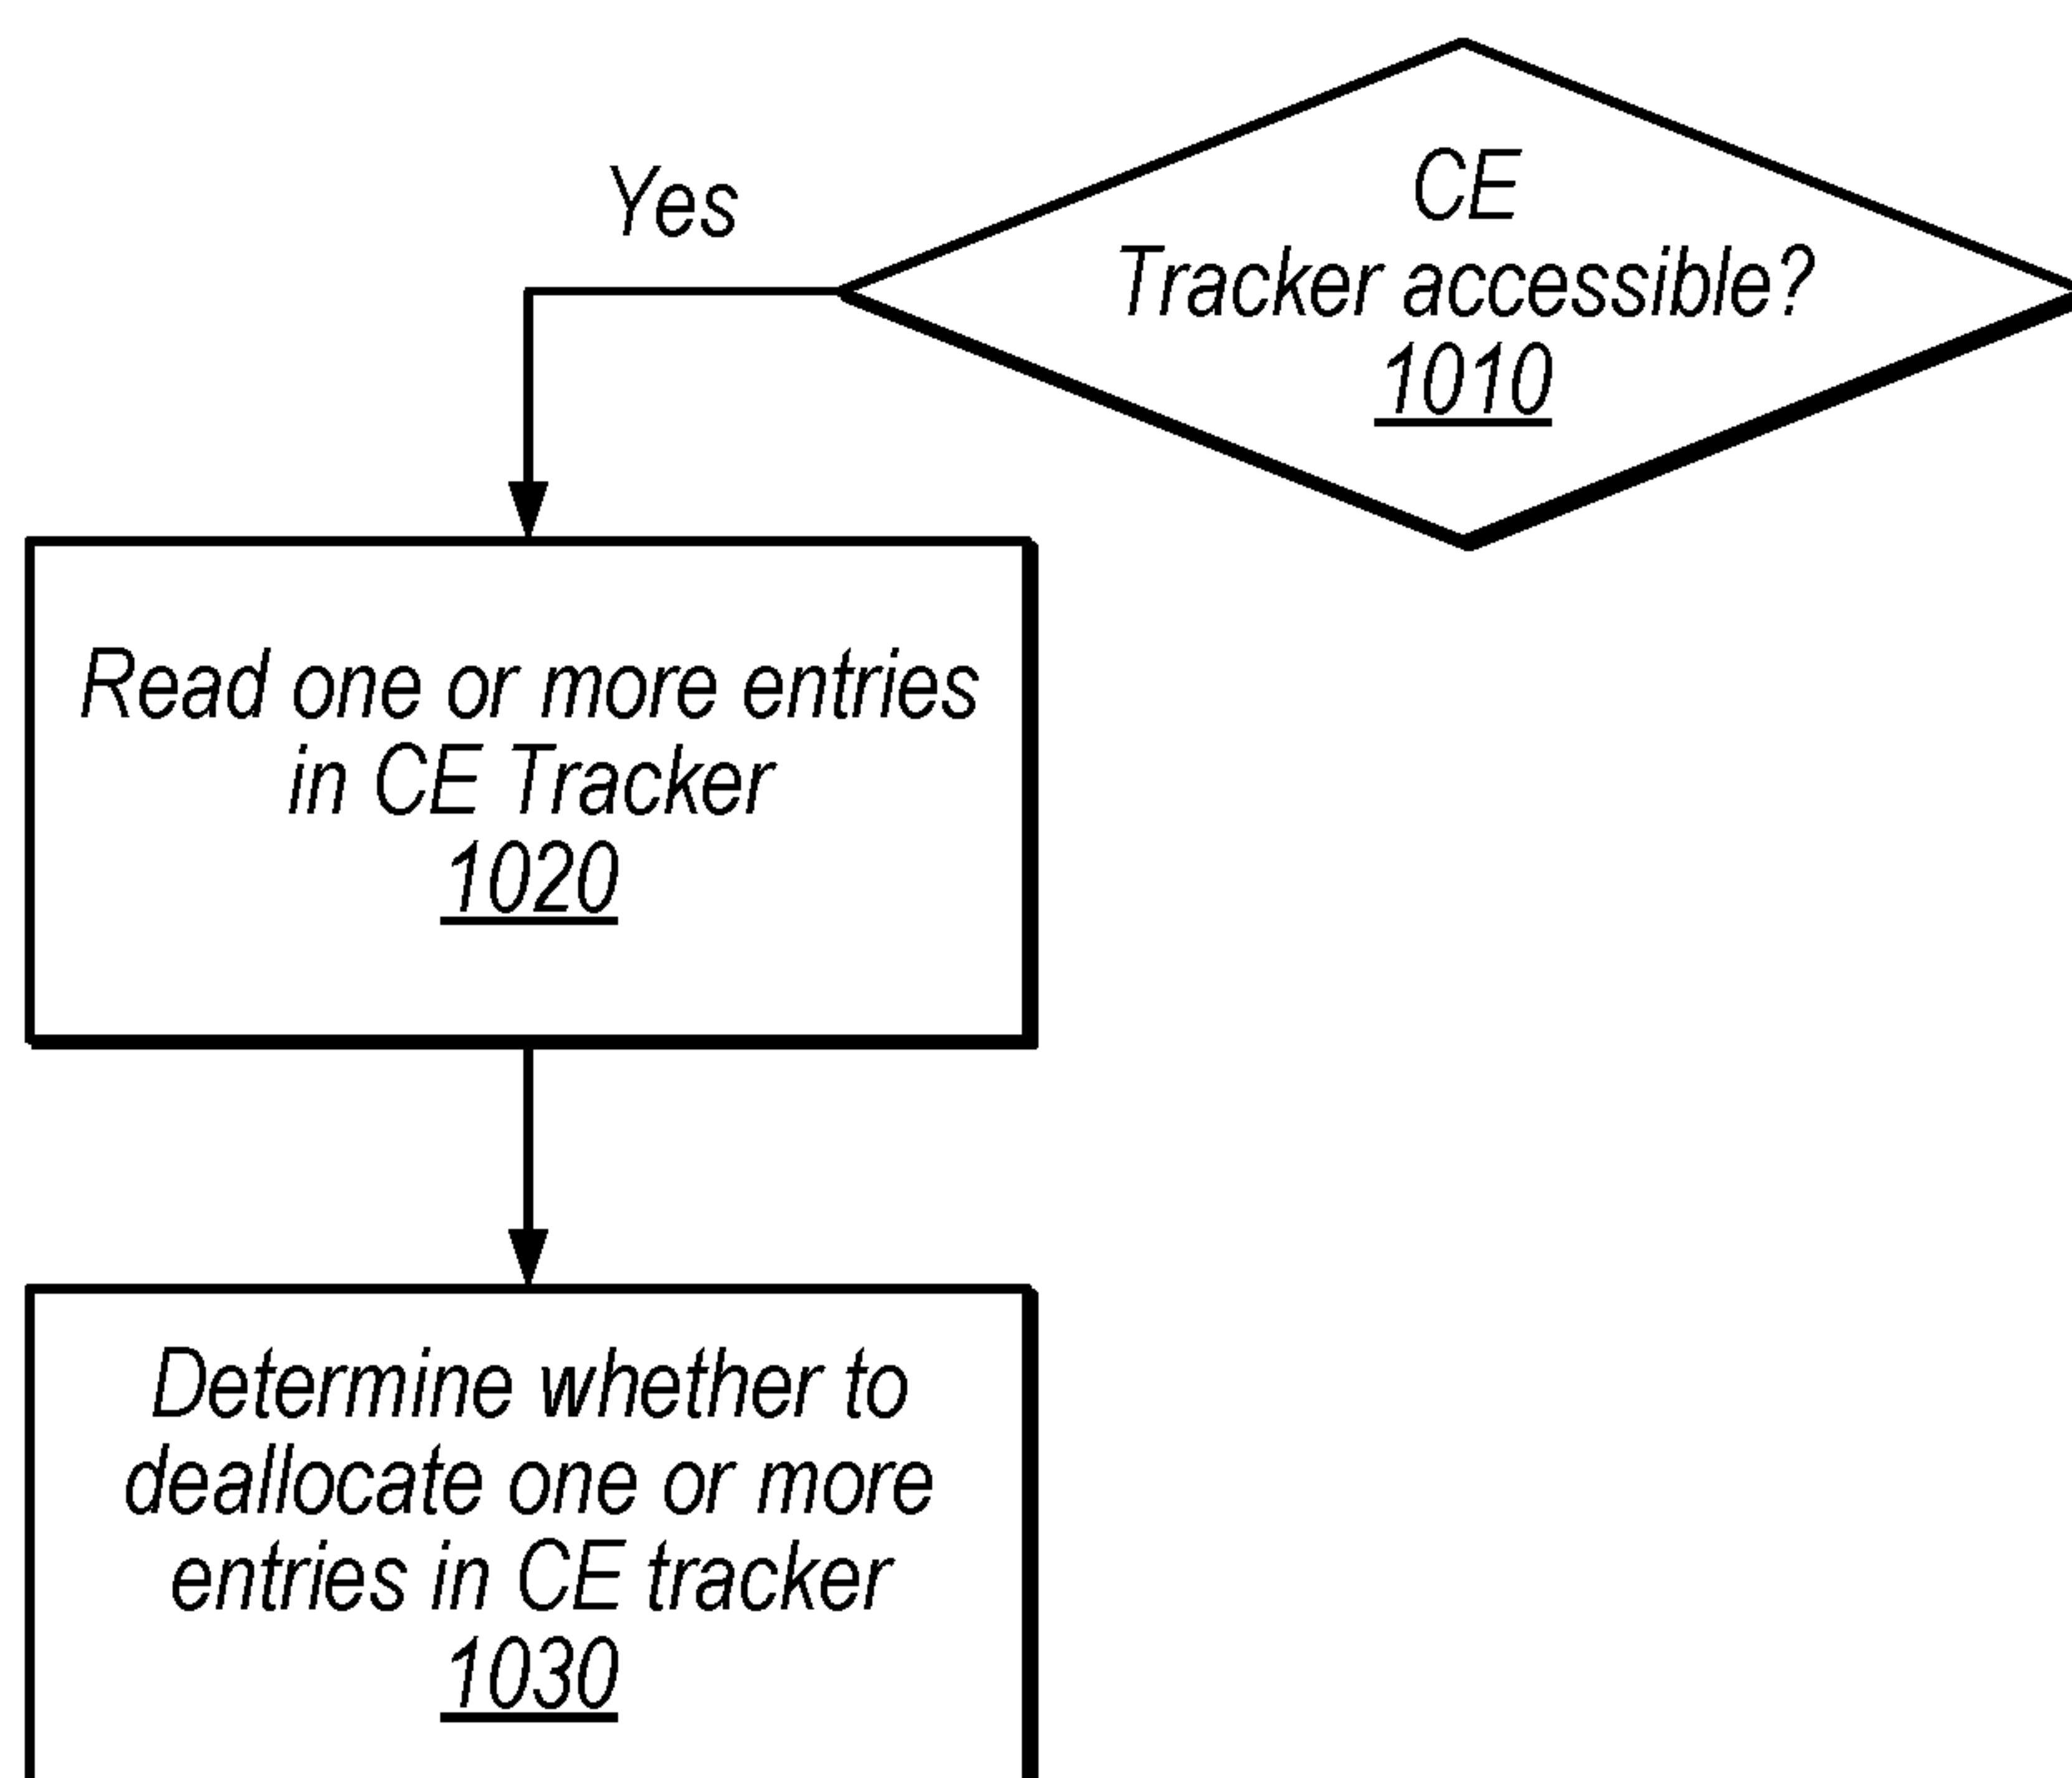 CE
Tracker accessible?
1010
Yes
Read one or more entries
in CE Tracker
1020
Determine whether to
deallocate one or more
entries in CE tracker
1030